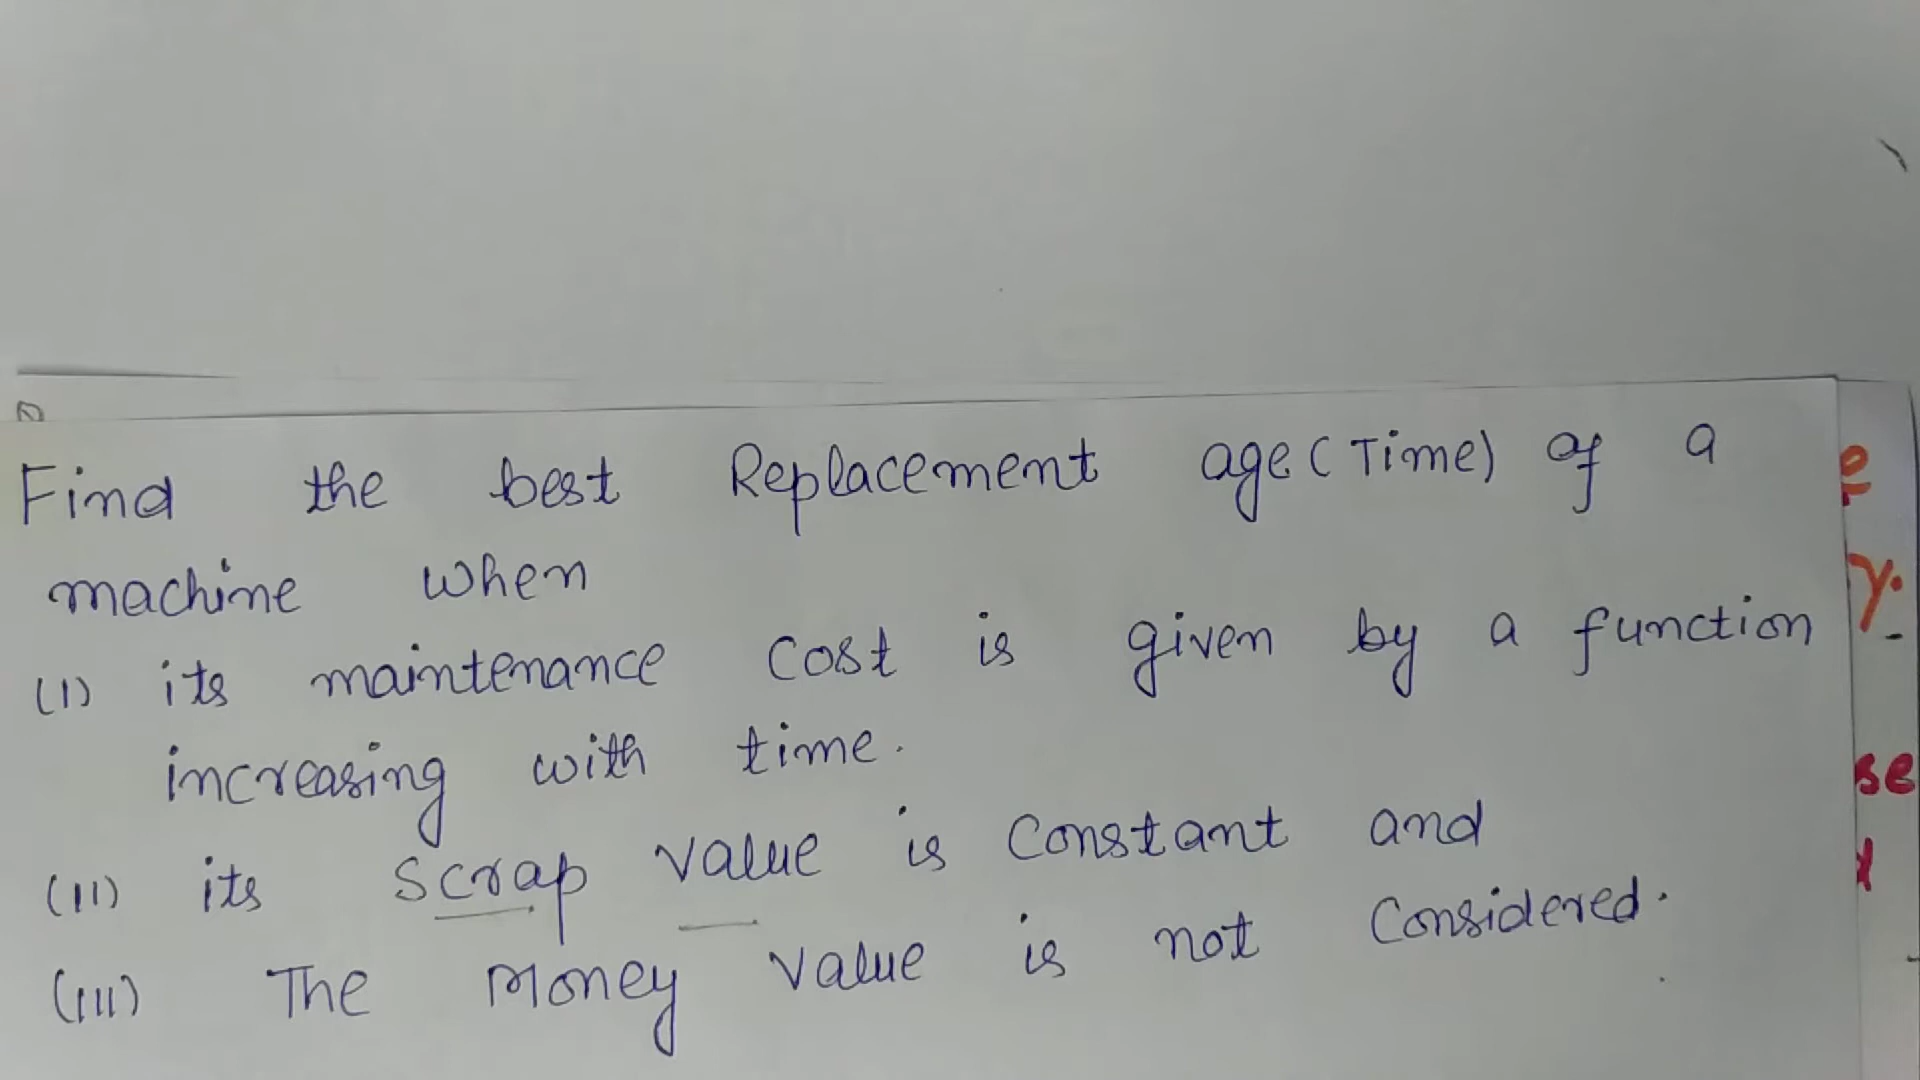 Find the best Replacement age (Time) of a
machine when
(I) its maintenance cost is given by a function
increasing with time.
(II) its scrap value is constant and
(III) The Money value is not considered.
se